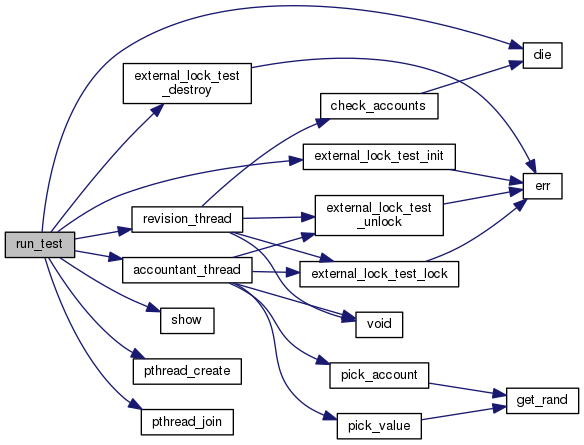 run_test
external_lock_test
_destroy
revision_thread
accountant_thread
show
pthread_create
pthread_join
check_accounts
external_lock_test_init
external_lock_test
_unlock
external_lock_test_lock
void
pick_account
pick_value
die
err
get_rand